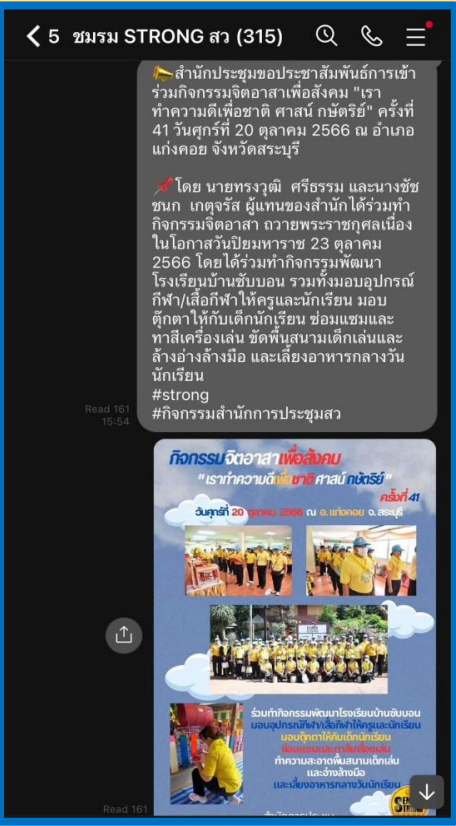 5 ชมรม STRONG สว (315)
สำนักประชุมขอประชาสัมพันธ์การเข้า
ร่วมกิจกรรมจิตอาสาเพื่อสังคม "เรา
ทำความดีเพื่อชาติ ศาสน์ กษัตริย์" ครั้งที่
41 วันศุกร์ที่ 20 ตุลาคม 2566 ณ อำเภอ
แก่งคอย จังหวัดสระบุรี
โดย นายทรงวุฒิ ศรีธรรม และนางชัช
ชนก เกตุจรัส ผู้แทนของสำนักได้ร่วมทำ
กิจกรรมจิตอาสา ถวายพระราชกุศลเนื่อง
ในโอกาสวันปิยมหาราช 23 ตุลาคม
2566 โดยได้ร่วมทำกิจกรรมพัฒนา
โรงเรียนบ้านซับบอน รวมทั้งมอบอุปกรณ์
กีฬา/เสื้อกีฬาให้ครูและนักเรียน มอบ
ตุ๊กตาให้กับเด็กนักเรียน ซ่อมแซมและ
ทาสีเครื่องเล่น ขัดพื้นสนามเด็กเล่นและ
ล้างอ่างล้างมือ และเลี้ยงอาหารกลางวัน
นักเรียน
#strong
#กิจกรรมสำนักการประชุมสว
Read 161
15:54
กิจกรรมจิตอาสาเพื่อสังคม
"เราทำความดีเพื่อชาติ ศาสน์ กษัตริย์"
ครั้งที่ 41
วันศุกร์ที่ 20 ตุลาคม 2566 ณ อ.แก่งคอย จ.สระบุรี
ร่วมทำกิจกรรมพัฒนาโรงเรียนบ้านซับบอน
มอบอุปกรณ์กีฬา/เสื้อกีฬาให้ครูและนักเรียน
มอบตุ๊กตาให้กับเด็กนักเรียน
ซ่อมแซมและทาสีเครื่องเล่น
ทำความสะอาดพื้นสนามเด็กเล่น
และอ่างล้างมือ
และเลี้ยงอาหารกลางวันนักเรียน
Read 161
สำนักการประชุม